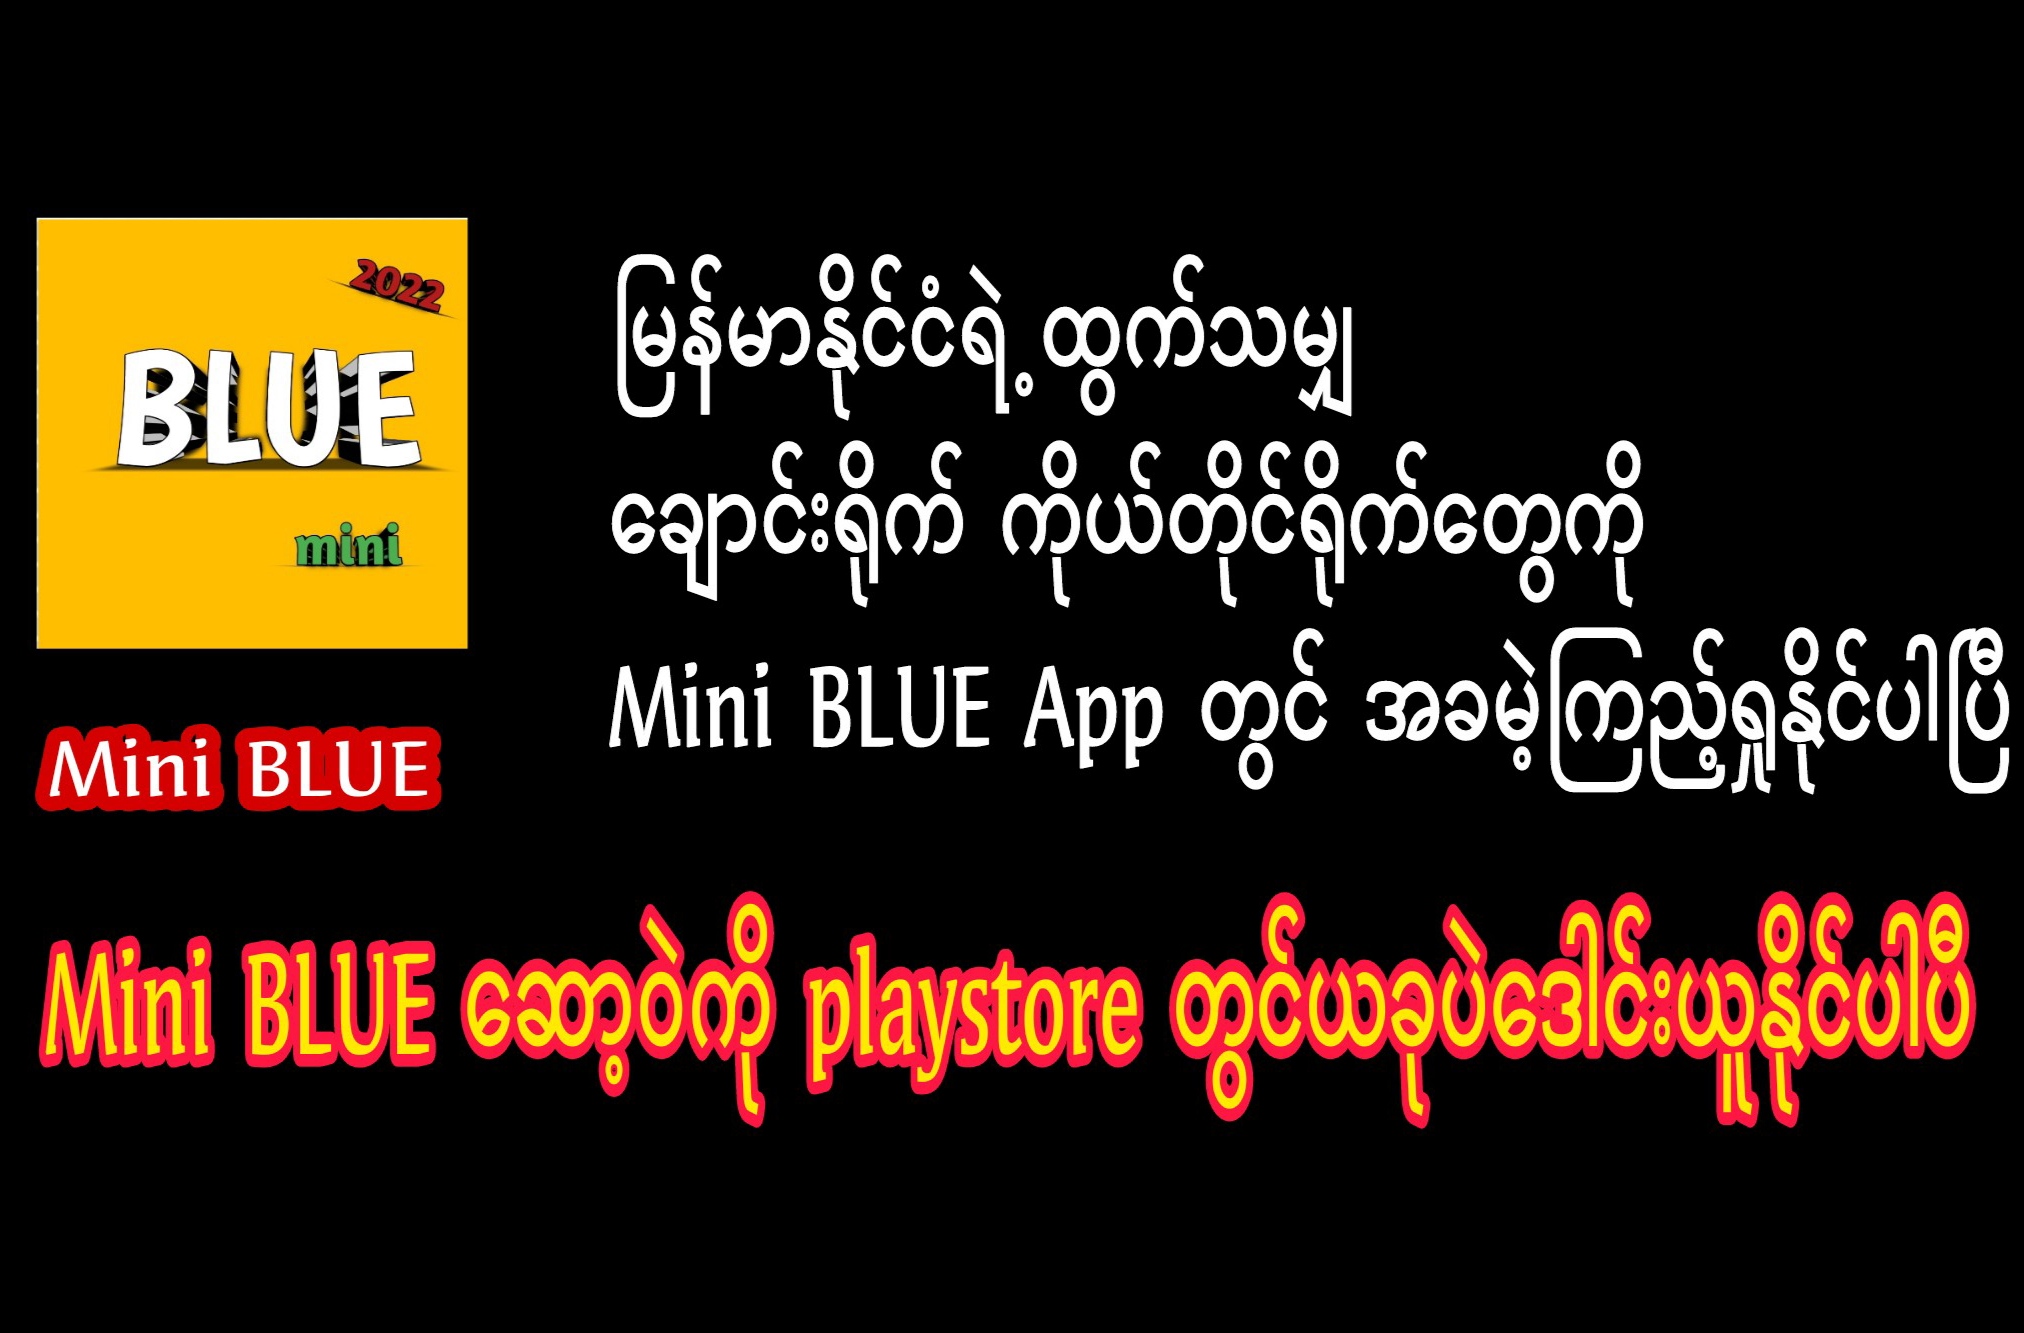 2022
BLUE
mini
Mini BLUE
မြန်မာနိုင်ငံရဲ့ထွက်သမျှ
ချောင်းရိုက် ကိုယ်တိုင်ရိုက်တွေကို
Mini BLUE App တွင် အခမဲ့ကြည့်ရှုနိုင်ပါပြီ
Mini BLUE ဆော့ဝဲကို playstore တွင်ယခုပဲဒေါင်းယူနိုင်ပါပီ